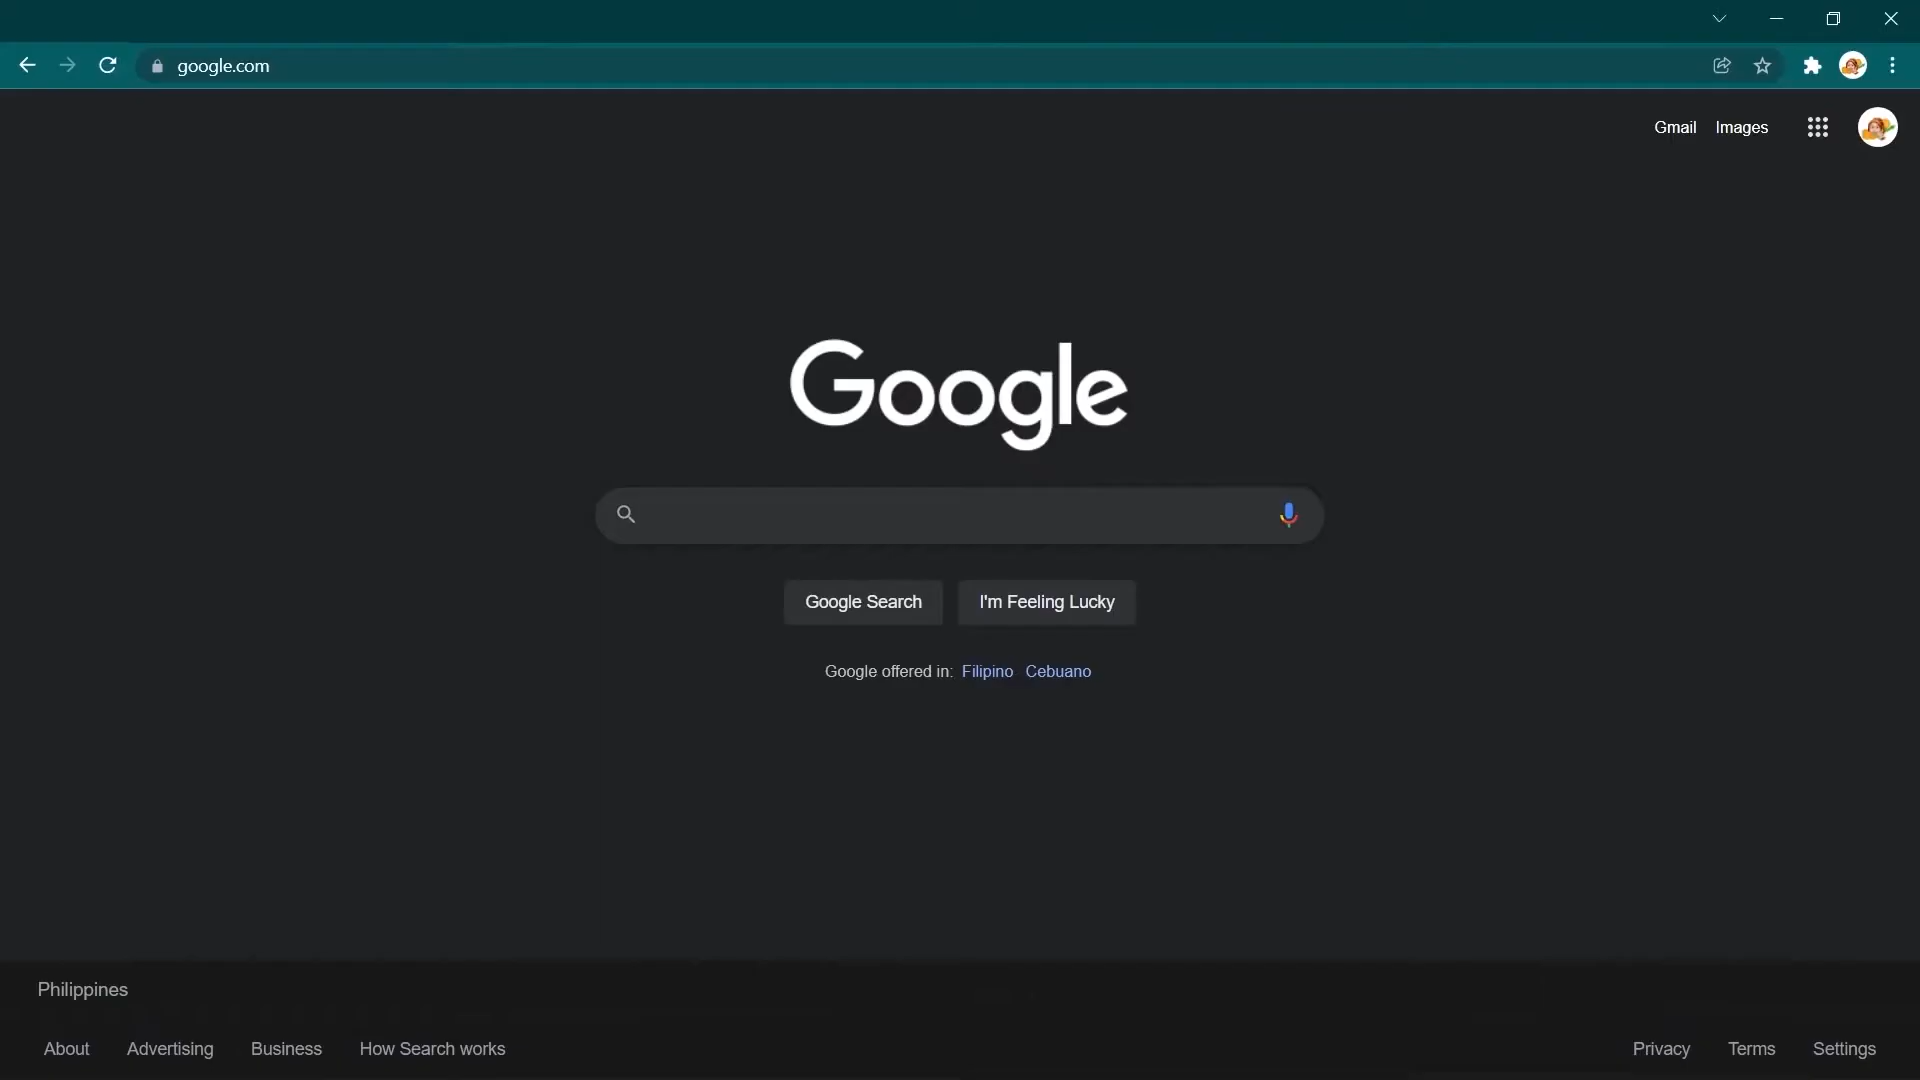 google.com
Gmail Images
Google
Google Search I'm Feeling Lucky
Google offered in: Filipino Cebuano
Philippines
About Advertising Business How Search works Privacy Terms Settings